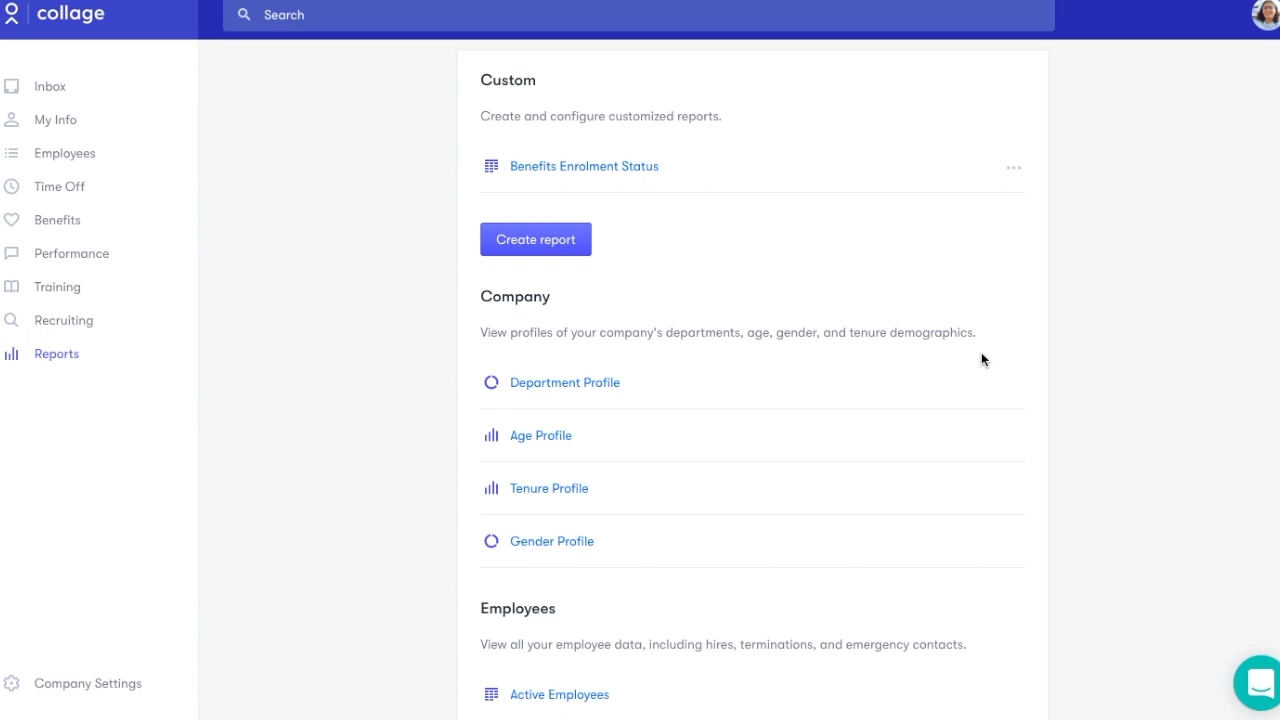 collage
Search
Inbox
My Info
Employees
Time Off
Benefits
Performance
Training
Recruiting
Reports
Company Settings
Custom
Create and configure customized reports.
Benefits Enrolment Status
Create report
Company
View profiles of your company's departments, age, gender, and tenure demographics.
Department Profile
Age Profile
Tenure Profile
Gender Profile
Employees
View all your employee data, including hires, terminations, and emergency contacts.
Active Employees